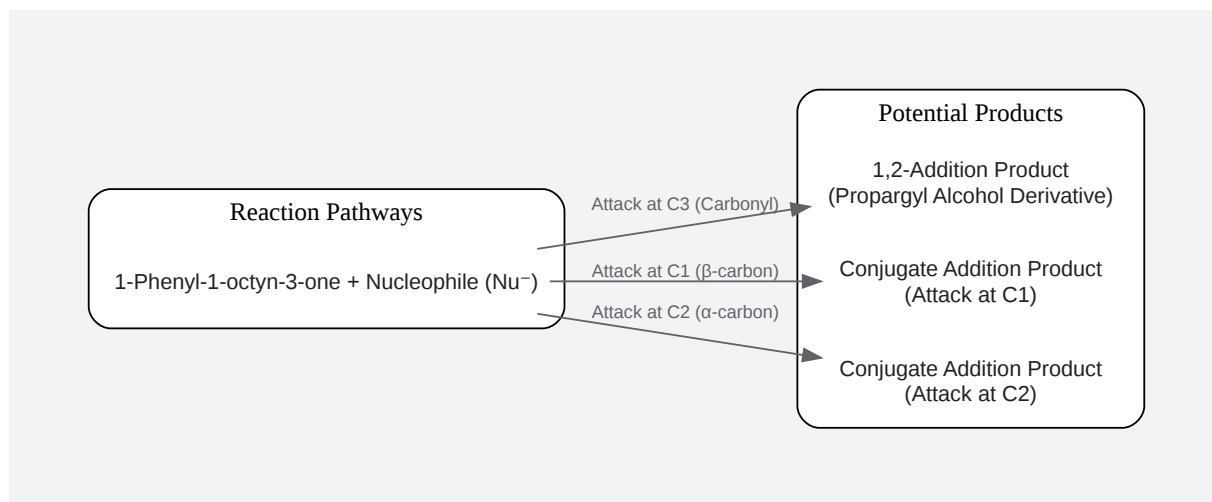 Reaction Pathways
1-Phenyl-1-octyn-3-one + Nucleophile (Nu⁻)
Attack at C3 (Carbonyl)
Attack at C1 (β-carbon)
Attack at C2 (α-carbon)
Potential Products
1,2-Addition Product
(Propargyl Alcohol Derivative)
Conjugate Addition Product
(Attack at C1)
Conjugate Addition Product
(Attack at C2)